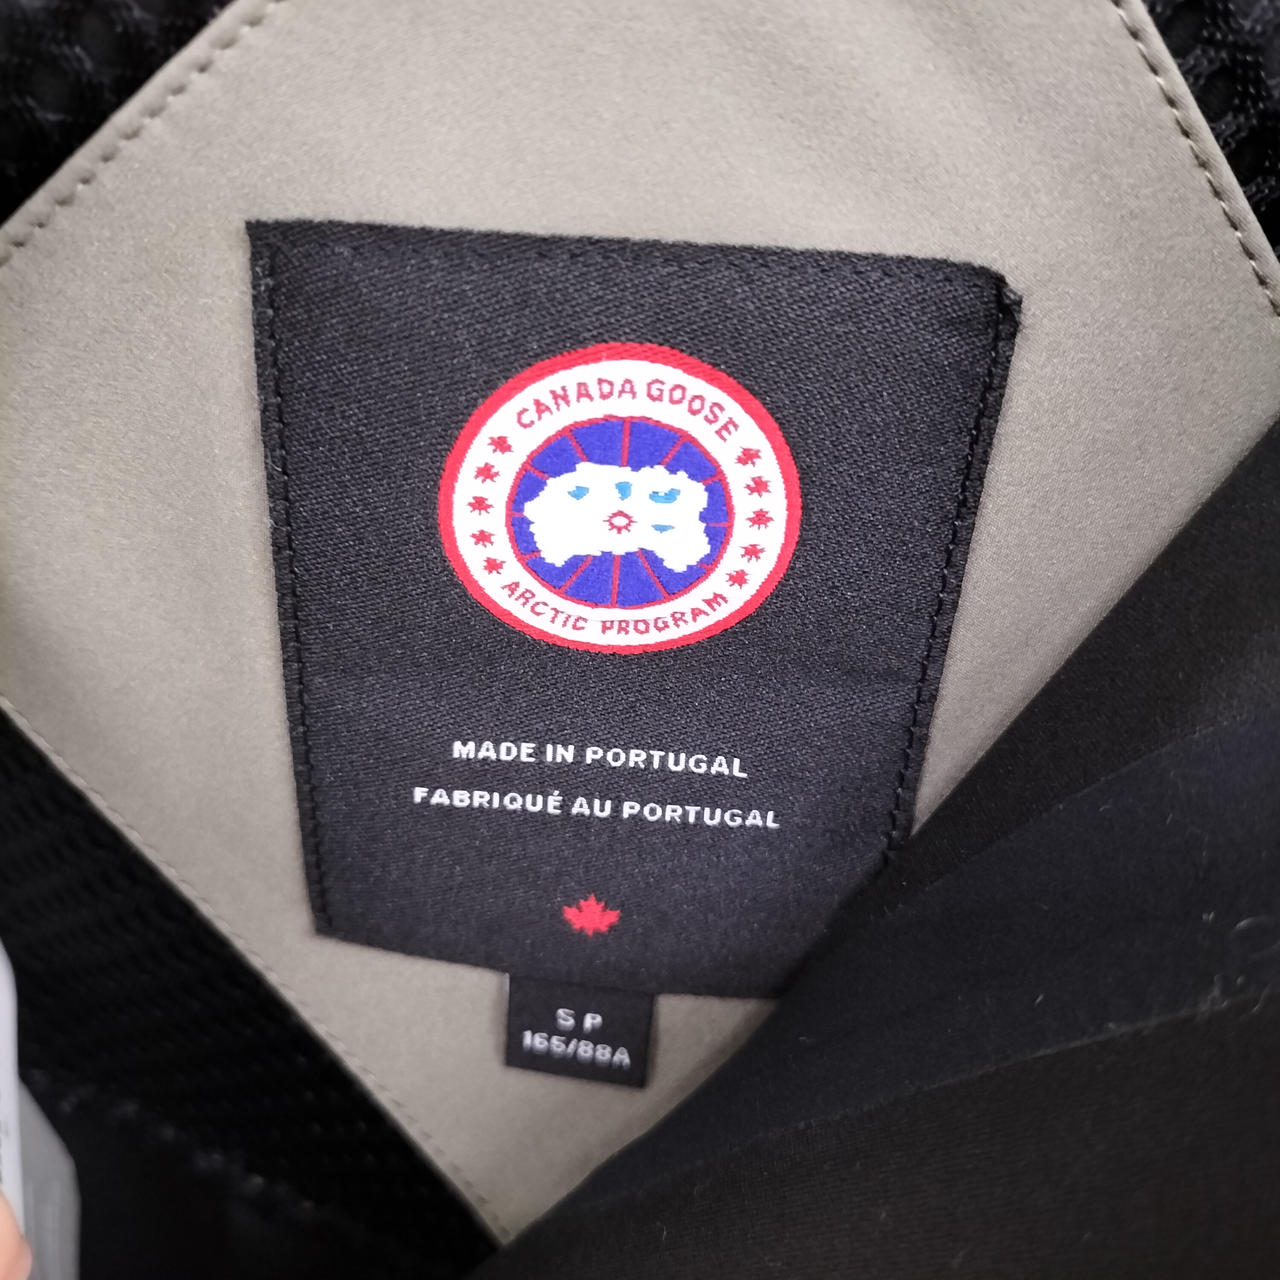 CANADA GOOSE
ARCTIC PROGRAM
MADE IN PORTUGAL
FABRIQUÉ AU PORTUGAL
S P
165/88A